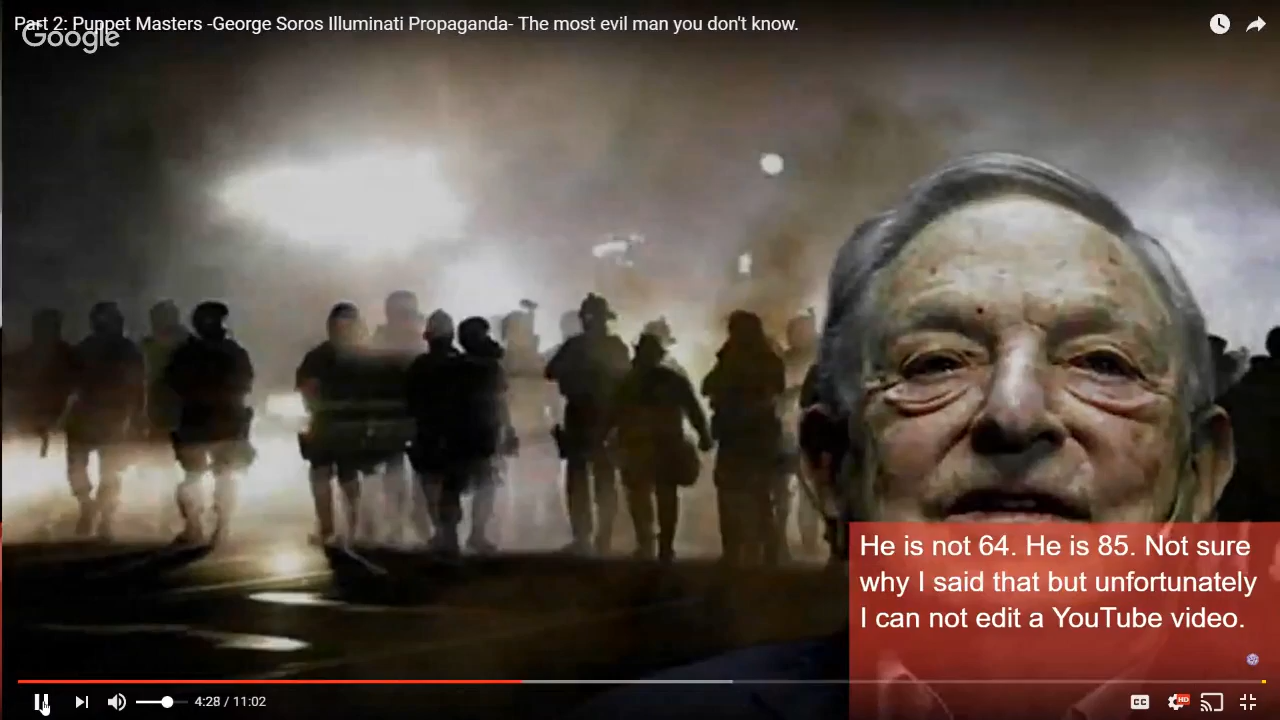 Part 2: Puppet Masters -George Soros Illuminati Propaganda- The most evil man you don't know.
Google
He is not 64. He is 85. Not sure
why I said that but unfortunately
I can not edit a YouTube video.
4:28 / 11:02
CC
HD